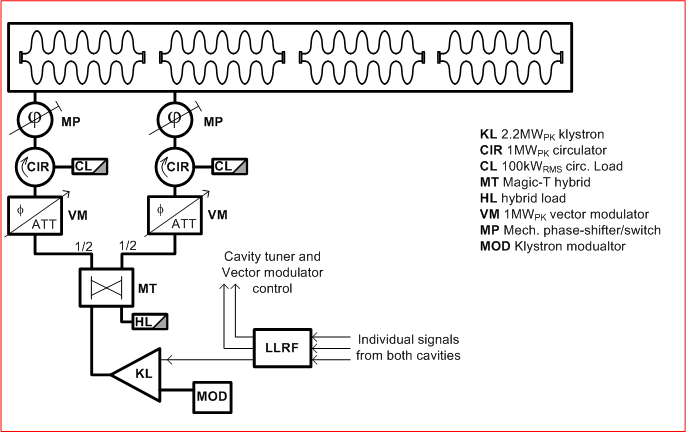 φ
MP
φ
MP
CIR
CL
CIR
CL
ϕ
ATT
VM
ϕ
ATT
VM
1/2
1/2
MT
HL
KL
MOD
LLRF
Cavity tuner and
Vector modulator
control
Individual signals
from both cavities
KL 2.2MWPK klystron
CIR 1MWPK circulator
CL 100kWRMS circ. Load
MT Magic-T hybrid
HL hybrid load
VM 1MWPK vector modulator
MP Mech. phase-shifter/switch
MOD Klystron modualtor